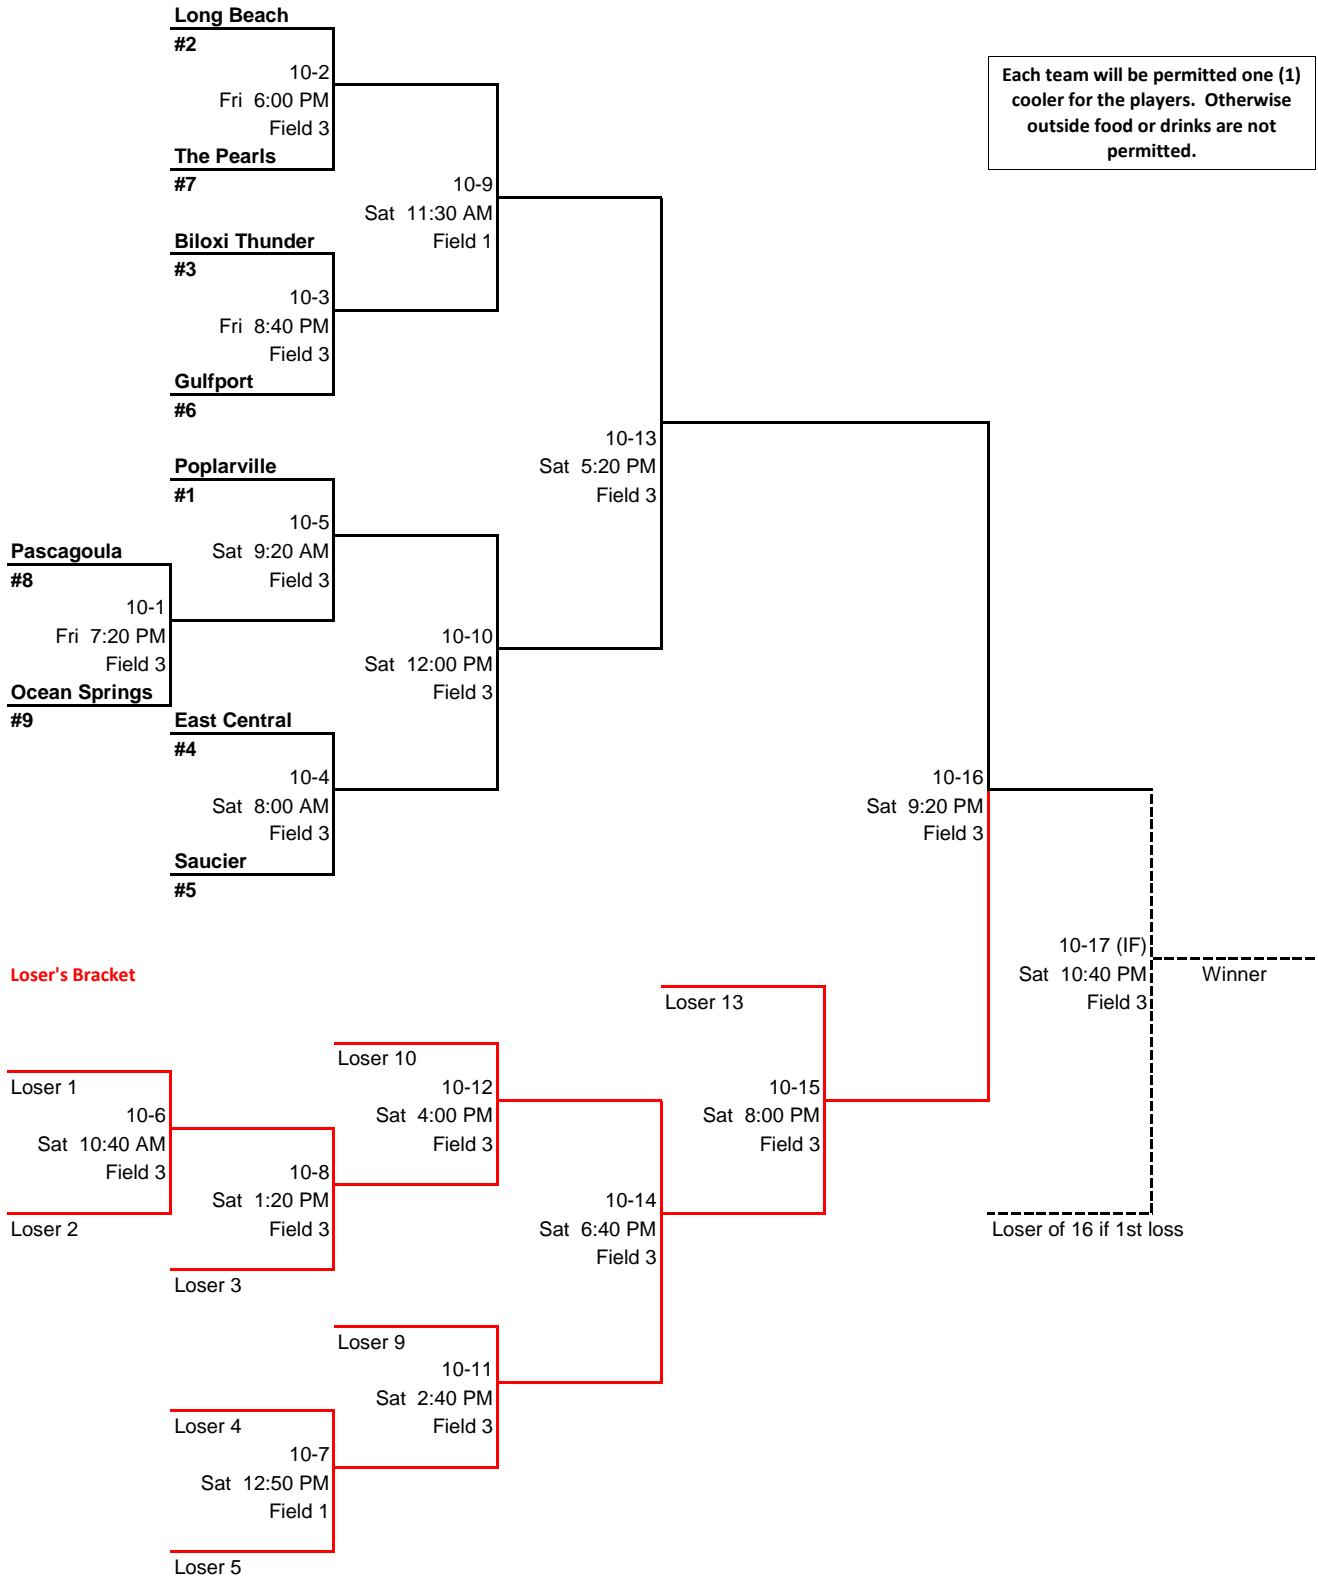 Long Beach
#2
10-2
Fri  6:00 PM
Field 3
The Pearls
#7
Each team will be permitted one (1)
cooler for the players.  Otherwise
outside food or drinks are not
permitted.
10-9
Sat  11:30 AM
Field 1
Biloxi Thunder
#3
10-3
Fri  8:40 PM
Field 3
Gulfport
#6
10-13
Sat  5:20 PM
Field 3
Poplarville
#1
10-5
Sat  9:20 AM
Field 3
Pascagoula
#8
10-1
Fri  7:20 PM
Field 3
Ocean Springs
#9
10-10
Sat  12:00 PM
Field 3
East Central
#4
10-4
Sat  8:00 AM
Field 3
Saucier
#5
10-16
Sat  9:20 PM
Field 3
10-17 (IF)
Sat  10:40 PM
Field 3
Winner
Loser's Bracket
Loser 13
Loser 10
Loser 1
10-6
Sat  10:40 AM
Field 3
Loser 2
10-12
Sat  4:00 PM
Field 3
10-15
Sat  8:00 PM
Field 3
10-8
Sat  1:20 PM
Field 3
Loser 3
10-14
Sat  6:40 PM
Field 3
Loser of 16 if 1st loss
Loser 9
10-11
Sat  2:40 PM
Field 3
Loser 4
10-7
Sat  12:50 PM
Field 1
Loser 5